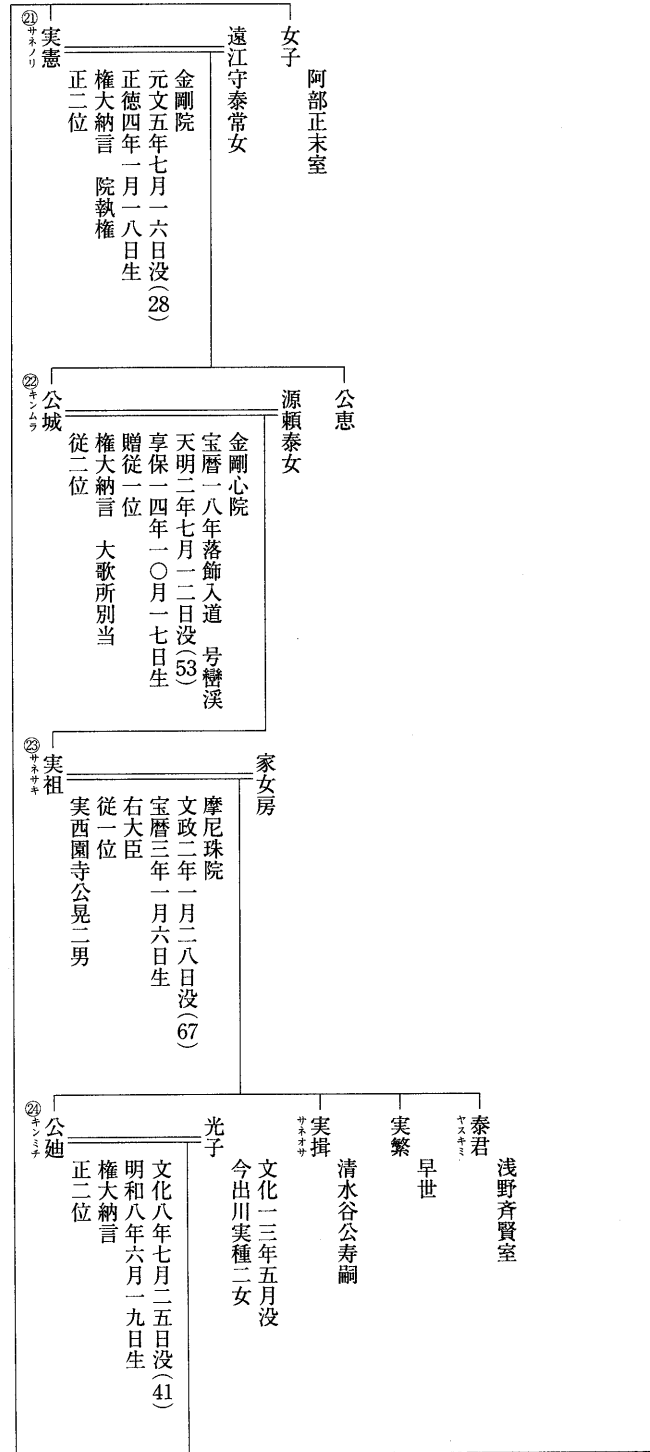 女子
阿部正末室
遠江守泰常女
㉑実憲
サネノリ
金剛院
元文五年七月一六日没(28)
正徳四年一月一八日生
権大納言　院執権
正二位
公恵
源頼泰女
㉒公城
キンムラ
金剛心院
宝暦一八年落飾入道　号巒渓
天明二年七月一二日没(53)
享保一四年一〇月一七日生
贈従一位
権大納言　大歌所別当
従二位
家女房
㉓実祖
サネサキ
摩尼珠院
文政二年一月二八日没(67)
宝暦三年一月六日生
右大臣
従一位
実西園寺公晃二男
泰君
ヤスキミ
浅野斉賢室
実繁
早世
実揖
サネオサ
清水谷公寿嗣
光子
文化一三年五月没
今出川実種二女
㉔公廸
キンミチ
文化八年七月二五日没(41)
明和八年六月一九日生
権大納言
正二位